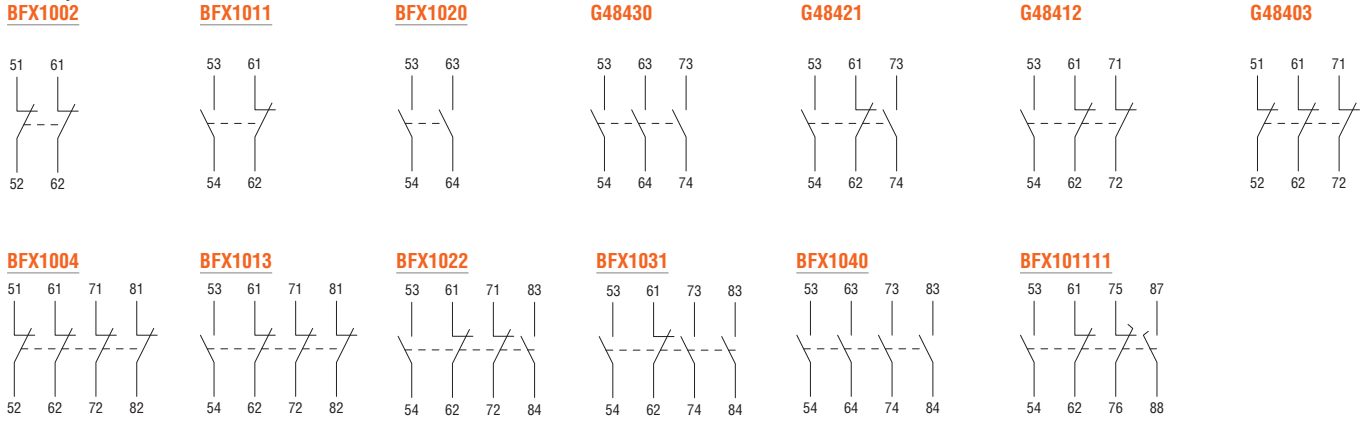 BFX1002 BFX1011 BFX1020 G48430 G48421 G48412 G48403
51 61 53 61 53 63 53 63 73 53 61 73 53 61 71 51 61 71
52 62 54 62 54 64 54 64 74 54 62 74 54 62 72 52 62 72
BFX1004 BFX1013 BFX1022 BFX1031 BFX1040 BFX101111
51 61 71 81 53 61 71 81 53 61 71 83 53 61 73 83 53 63 73 83 53 61 75 87
52 62 72 82 54 62 72 82 54 62 72 84 54 62 74 84 54 64 74 84 54 62 76 88